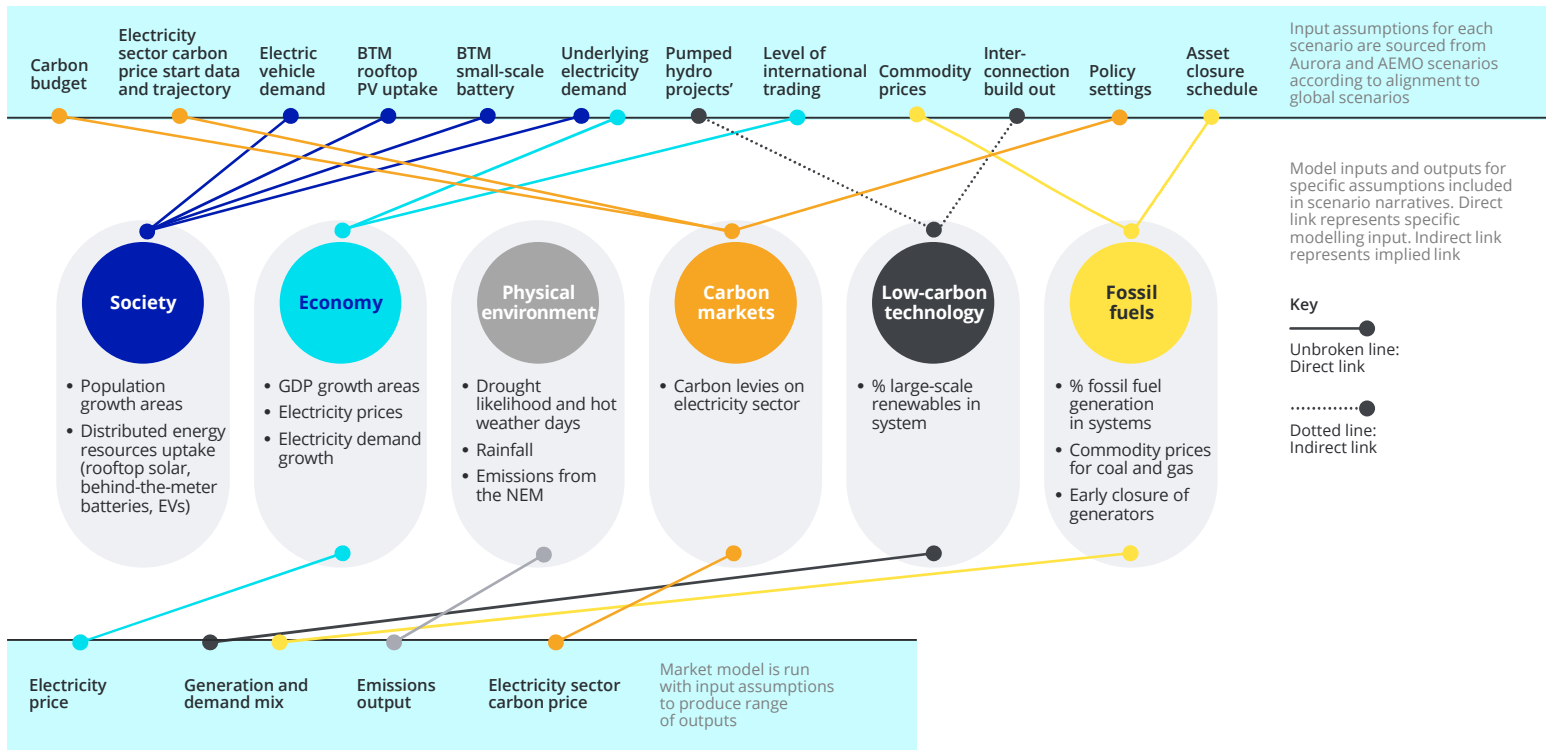 Carbon
budget
Electricity
sector carbon
price start data
and trajectory
Electric
vehicle
demand
BTM
rooftop
PV uptake
BTM
small-scale
battery
Underlying
electricity
demand
Pumped
hydro
projects’
Level of
international
trading
Commodity
prices
Inter-
connection
build out
Policy
settings
Asset
closure
schedule
Input assumptions for each
scenario are sourced from
Aurora and AEMO scenarios
according to alignment to
global scenarios
Model inputs and outputs for
specific assumptions included
in scenario narratives. Direct
link represents specific
modelling input. Indirect link
represents implied link
Key
Unbroken line:
Direct link
Dotted line:
Indirect link
Society
• Population
growth areas
• Distributed energy
resources uptake
(rooftop solar,
behind-the-meter
batteries, EVs)
Economy
• GDP growth areas
• Electricity prices
• Electricity demand
growth
Physical
environment
• Drought
likelihood and hot
weather days
• Rainfall
• Emissions from
the NEM
Carbon
markets
• Carbon levies on
electricity sector
Low-carbon
technology
• % large-scale
renewables in
system
Fossil
fuels
• % fossil fuel
generation
in systems
• Commodity prices
for coal and gas
• Early closure of
generators
Electricity
price
Generation and
demand mix
Emissions
output
Electricity sector
carbon price
Market model is run
with input assumptions
to produce range
of outputs